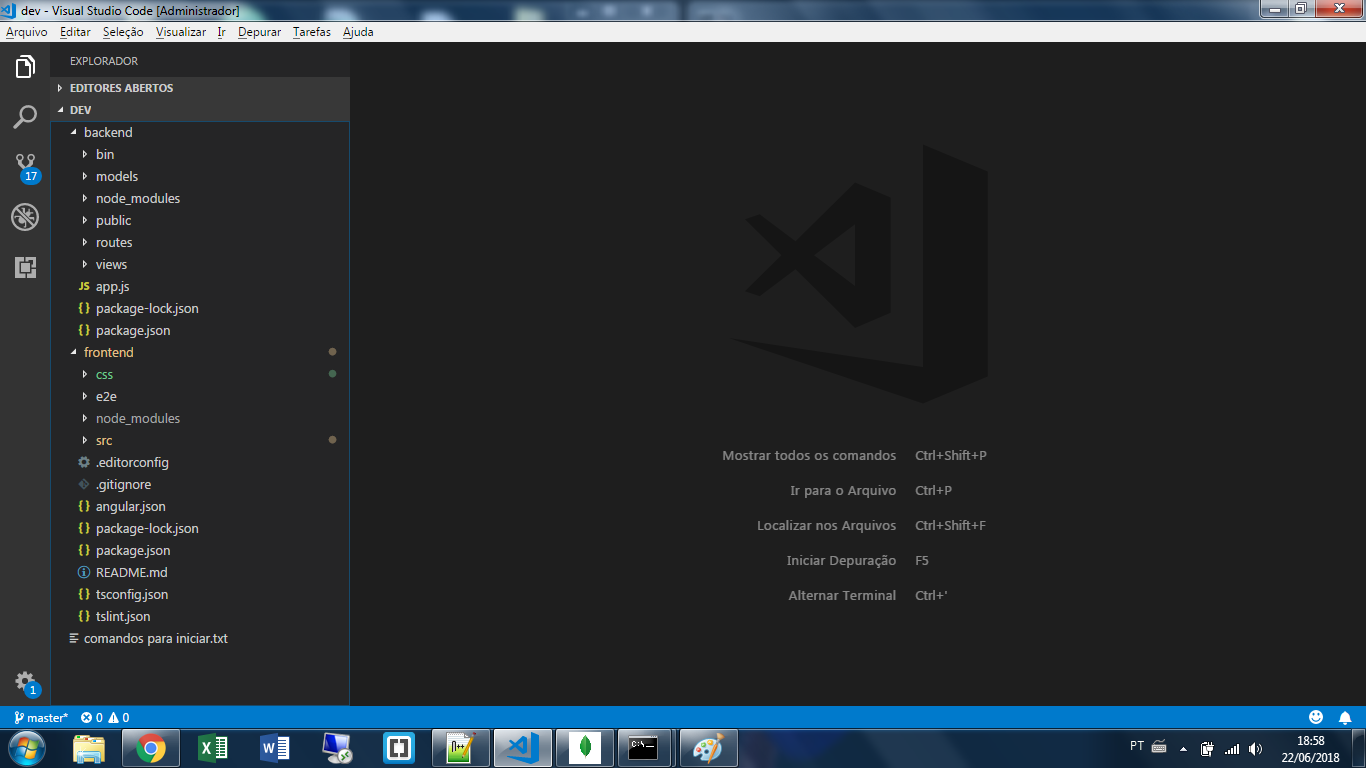 dev - Visual Studio Code [Administrador]
Arquivo Editar Seleção Visualizar Ir Depurar Tarefas Ajuda
EXPLORADOR
EDITORES ABERTOS
DEV
backend
bin
models
node_modules
public
routes
views
JS app.js
{} package-lock.json
{} package.json
frontend
css
e2e
node_modules
src
.editorconfig
.gitignore
{} angular.json
{} package-lock.json
{} package.json
README.md
{} tsconfig.json
{} tslint.json
comandos para iniciar.txt
17
1
Mostrar todos os comandos Ctrl+Shift+P
Ir para o Arquivo Ctrl+P
Localizar nos Arquivos Ctrl+Shift+F
Iniciar Depuração F5
Alternar Terminal Ctrl+'
master* 0 0
PT
18:58
22/06/2018